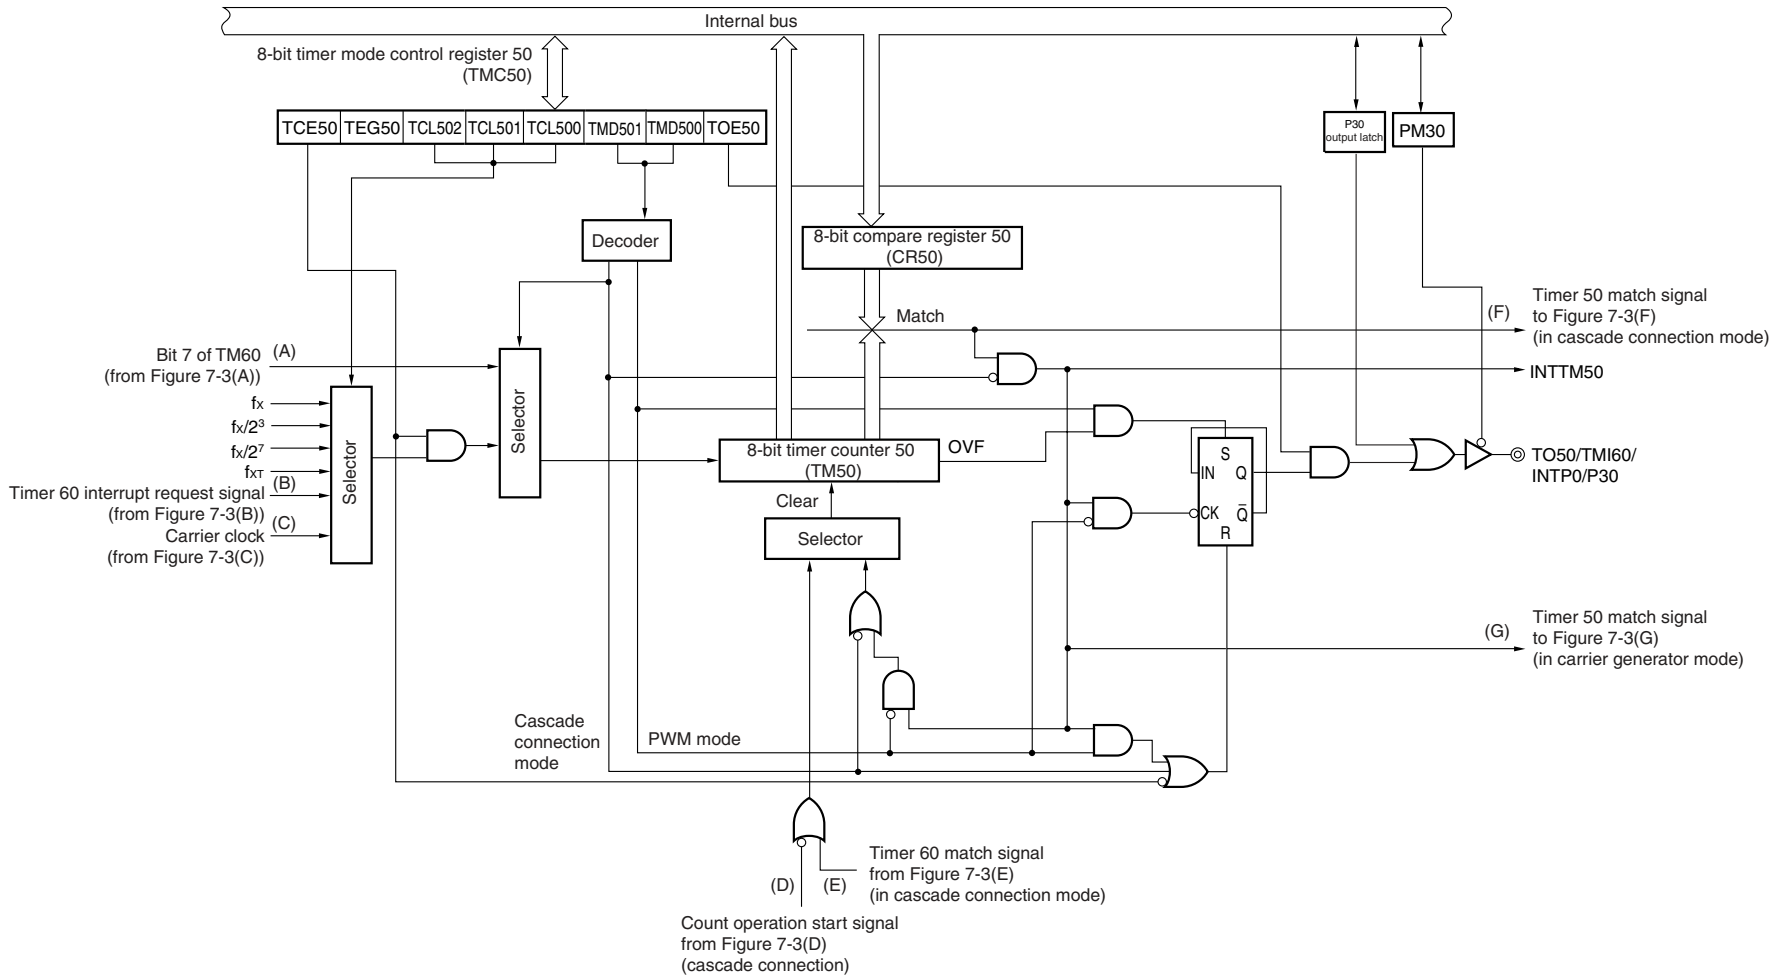 Internal bus
8-bit timer mode control register 50
(TMC50)
TCE50 TEG50 TCL502 TCL501 TCL500 TMD501 TMD500 TOE50
P30
output latch
PM30
Decoder
8-bit compare register 50
(CR50)
Match
(F)
Timer 50 match signal
to Figure 7-3(F)
(in cascade connection mode)
Bit 7 of TM60
(from Figure 7-3(A))
(A)
INTTM50
fX
fX/2³
fX/2⁷
fXT
Timer 60 interrupt request signal
(from Figure 7-3(B))
(B)
Carrier clock
(from Figure 7-3(C))
(C)
Selector
Selector
8-bit timer counter 50
(TM50)
OVF
Clear
Selector
S
IN
Q
CK
Q̅
R
TO50/TMI60/
INTP0/P30
(G)
Timer 50 match signal
to Figure 7-3(G)
(in carrier generator mode)
Cascade
connection
mode
PWM mode
(D)
(E)
Timer 60 match signal
from Figure 7-3(E)
(in cascade connection mode)
Count operation start signal
from Figure 7-3(D)
(cascade connection)